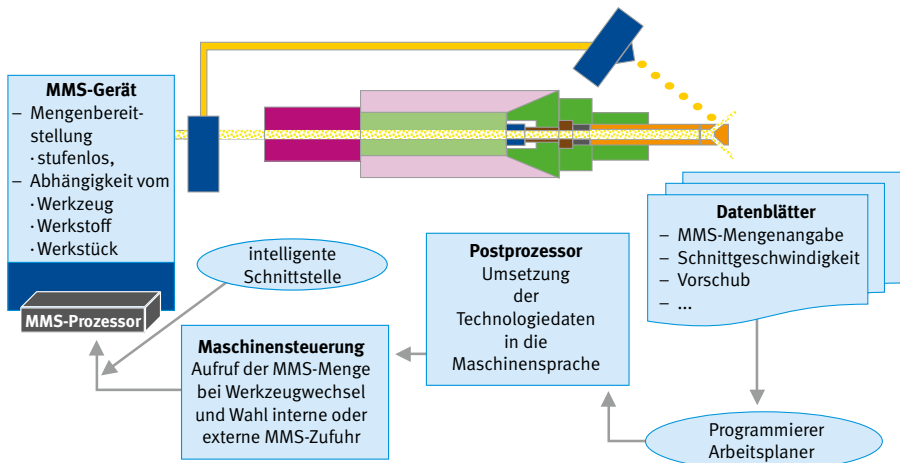 MMS-Gerät
– Mengenbereit-
stellung
· stufenlos,
– Abhängigkeit vom
· Werkzeug
· Werkstoff
· Werkstück
MMS-Prozessor
intelligente
Schnittstelle
Maschinensteuerung
Aufruf der MMS-Menge
bei Werkzeugwechsel
und Wahl interne oder
externe MMS-Zufuhr
Postprozessor
Umsetzung
der
Technologiedaten
in die
Maschinensprache
Datenblätter
– MMS-Mengenangabe
– Schnittgeschwindigkeit
– Vorschub
– ...
Programmierer
Arbeitsplaner